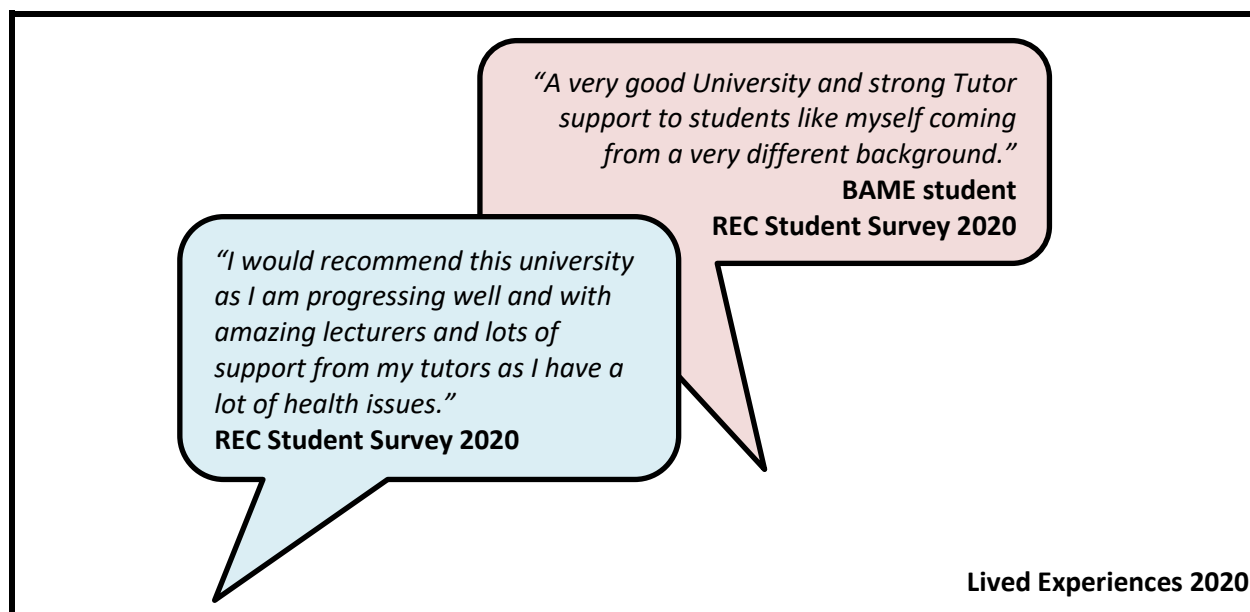 “A very good University and strong Tutor
support to students like myself coming
from a very different background.”
BAME student
REC Student Survey 2020
“I would recommend this university
as I am progressing well and with
amazing lecturers and lots of
support from my tutors as I have a
lot of health issues.”
REC Student Survey 2020
Lived Experiences 2020